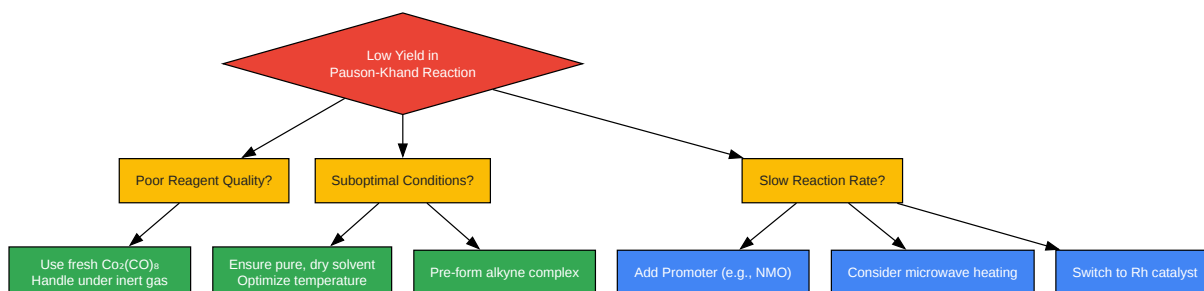 Low Yield in
Pauson-Khand Reaction
Poor Reagent Quality?
Suboptimal Conditions?
Slow Reaction Rate?
Use fresh Co₂(CO)₈
Handle under inert gas
Ensure pure, dry solvent
Optimize temperature
Pre-form alkyne complex
Add Promoter (e.g., NMO)
Consider microwave heating
Switch to Rh catalyst